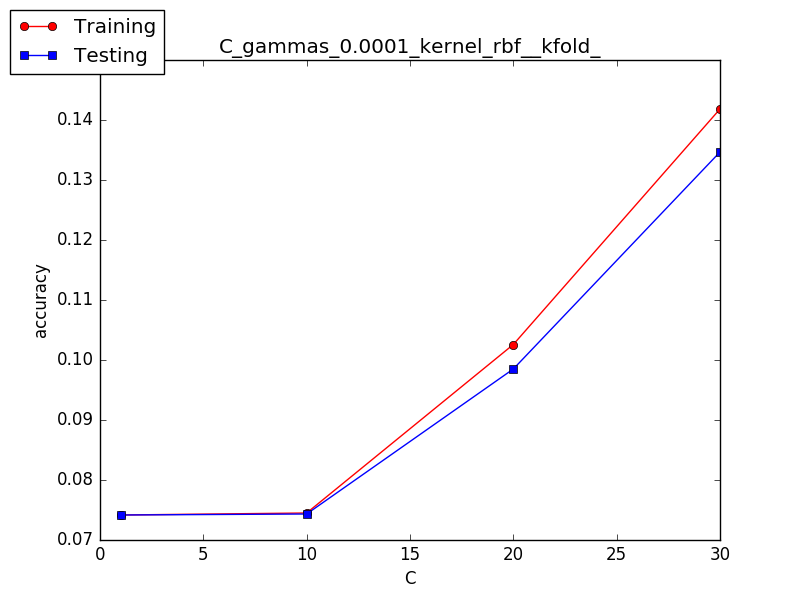 Training
Testing
C_gammas_0.0001_kernel_rbf__kfold_
0.14
0.13
0.12
0.11
0.10
0.09
0.08
0.07
accuracy
0 5 10 15 20 25 30
C